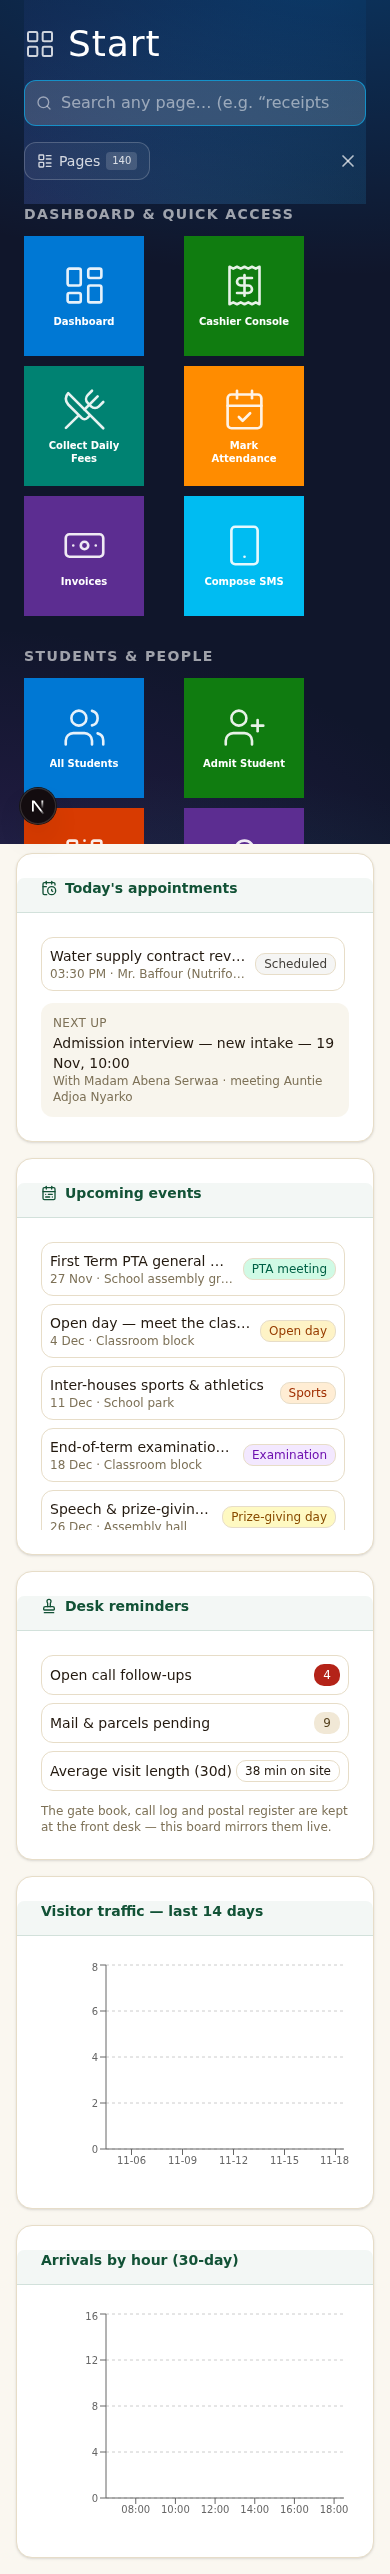 Start
Search any page... (e.g. “receipts
Pages 140
DASHBOARD & QUICK ACCESS
Dashboard
Cashier Console
Collect Daily
Fees
Mark
Attendance
Invoices
Compose SMS
STUDENTS & PEOPLE
All Students
Admit Student
N
Today's appointments
Water supply contract rev...
Scheduled
03:30 PM · Mr. Baffour (Nutrifo...
NEXT UP
Admission interview — new intake — 19
Nov, 10:00
With Madam Abena Serwaa · meeting Auntie
Adjoa Nyarko
Upcoming events
First Term PTA general ...
PTA meeting
27 Nov · School assembly gr...
Open day — meet the clas...
Open day
4 Dec · Classroom block
Inter-houses sports & athletics
Sports
11 Dec · School park
End-of-term examinatio...
Examination
18 Dec · Classroom block
Speech & prize-givin...
Prize-giving day
26 Dec · Assembly hall
Desk reminders
Open call follow-ups 4
Mail & parcels pending 9
Average visit length (30d) 38 min on site
The gate book, call log and postal register are kept
at the front desk — this board mirrors them live.
Visitor traffic — last 14 days
8
6
4
2
0
11-06 11-09 11-12 11-15 11-18
Arrivals by hour (30-day)
16
12
8
4
0
08:00 10:00 12:00 14:00 16:00 18:00